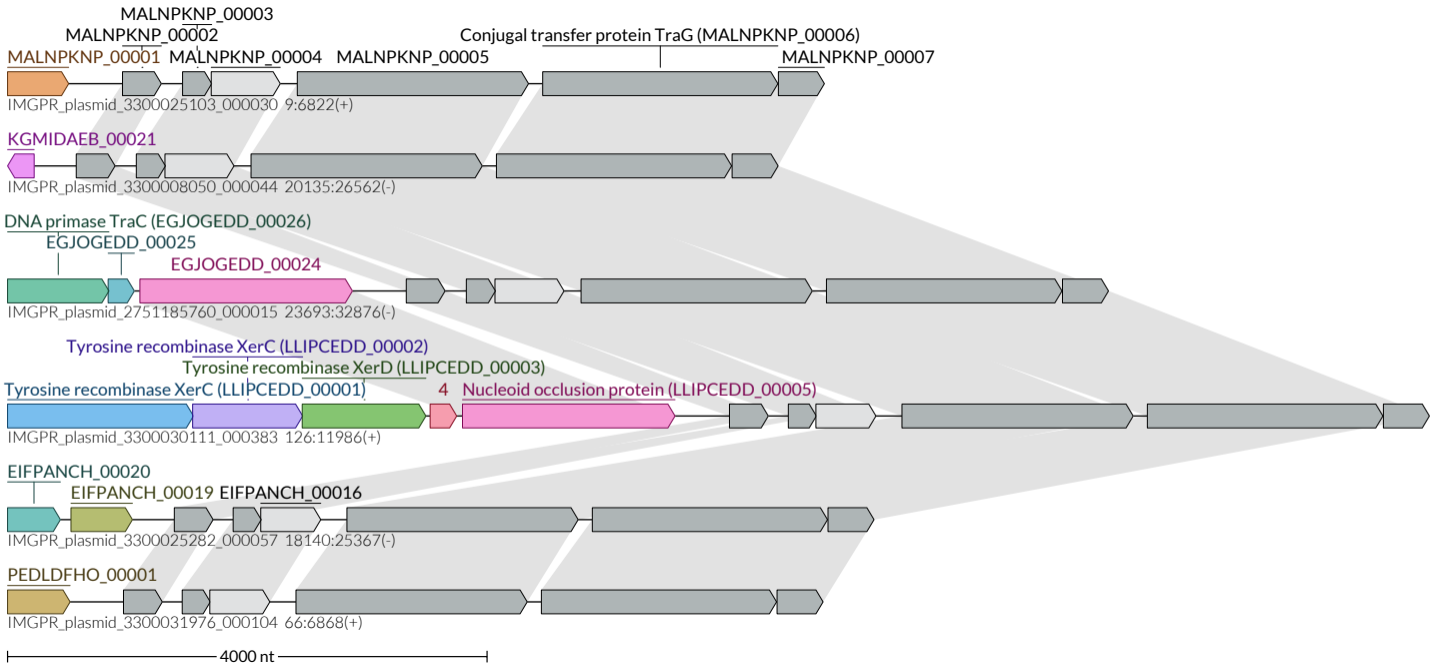 MALNPKNP_00003
MALNPKNP_00002
Conjugal transfer protein TraG (MALNPKNP_00006)
MALNPKNP_00001 MALNPKNP_00004 MALNPKNP_00005 MALNPKNP_00007
IMGPR_plasmid_3300025103_000030 9:6822(+)
KGMIDAEB_00021
IMGPR_plasmid_3300008050_000044 20135:26562(-)
DNA primase TraC (EGJOGEDD_00026)
EGJOGEDD_00025
EGJOGEDD_00024
IMGPR_plasmid_2751185760_000015 23693:32876(-)
Tyrosine recombinase XerC (LLIPCEDD_00002)
Tyrosine recombinase XerD (LLIPCEDD_00003)
Tyrosine recombinase XerC (LLIPCEDD_00001) 4 Nucleoid occlusion protein (LLIPCEDD_00005)
IMGPR_plasmid_3300030111_000383 126:11986(+)
EIFPANCH_00020
EIFPANCH_00019 EIFPANCH_00016
IMGPR_plasmid_3300025282_000057 18140:25367(-)
PEDLDFHO_00001
IMGPR_plasmid_3300031976_000104 66:6868(+)
4000 nt